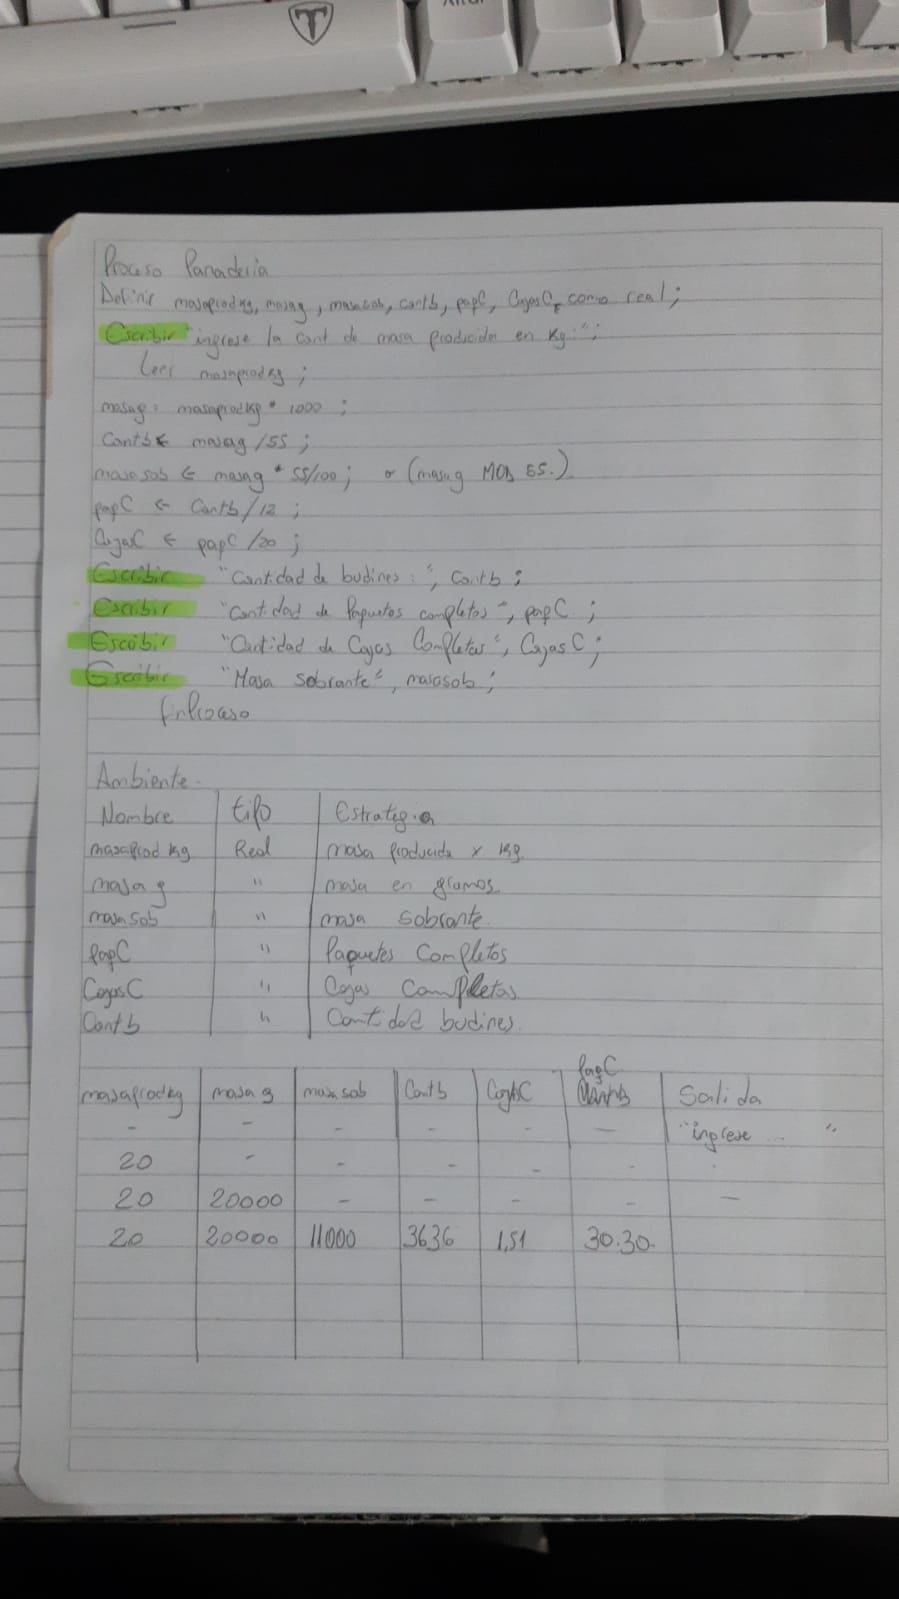 Proceso Panaderia
Definir masaprodkg, masag, masasob, cantb, paqC, CajasC, como real;
Escribir "ingrese la cant de masa producida en Kg:";
Leer masaprodkg;
masag: masaprodkg * 1000 ;
Cantb ← masag /55 ;
masasob ← masag * 55/100; o (masag MOD 55.)
paqC ← Cantb/12 ;
CajaC ← paqC /20 ;
Escribir "Cantidad de budines:", Cantb ;
Escribir "Cantidad de Paquetes completos", paqC ;
Escribir "Cantidad de Cajas Completas", CajasC ;
Escribir "Masa Sobrante", masasob ;
FinProceso
Ambiente.
Nombre tipo Estrategia
masaprod kg Real masa producida x Kg.
masa g " masa en gramos.
masa sob " masa sobrante.
PaqC " Paquetes Completos
CajasC " Cajas Completas
Cantb " Cantidad budines.
PaqC
masaprodkg masa g masa sob Cantb CajaC Salida
- - - - - - "ingrese ... "
20 - - - - - -
20 20000 - - - - -
20 20000 11000 3636 1,51 30.30.